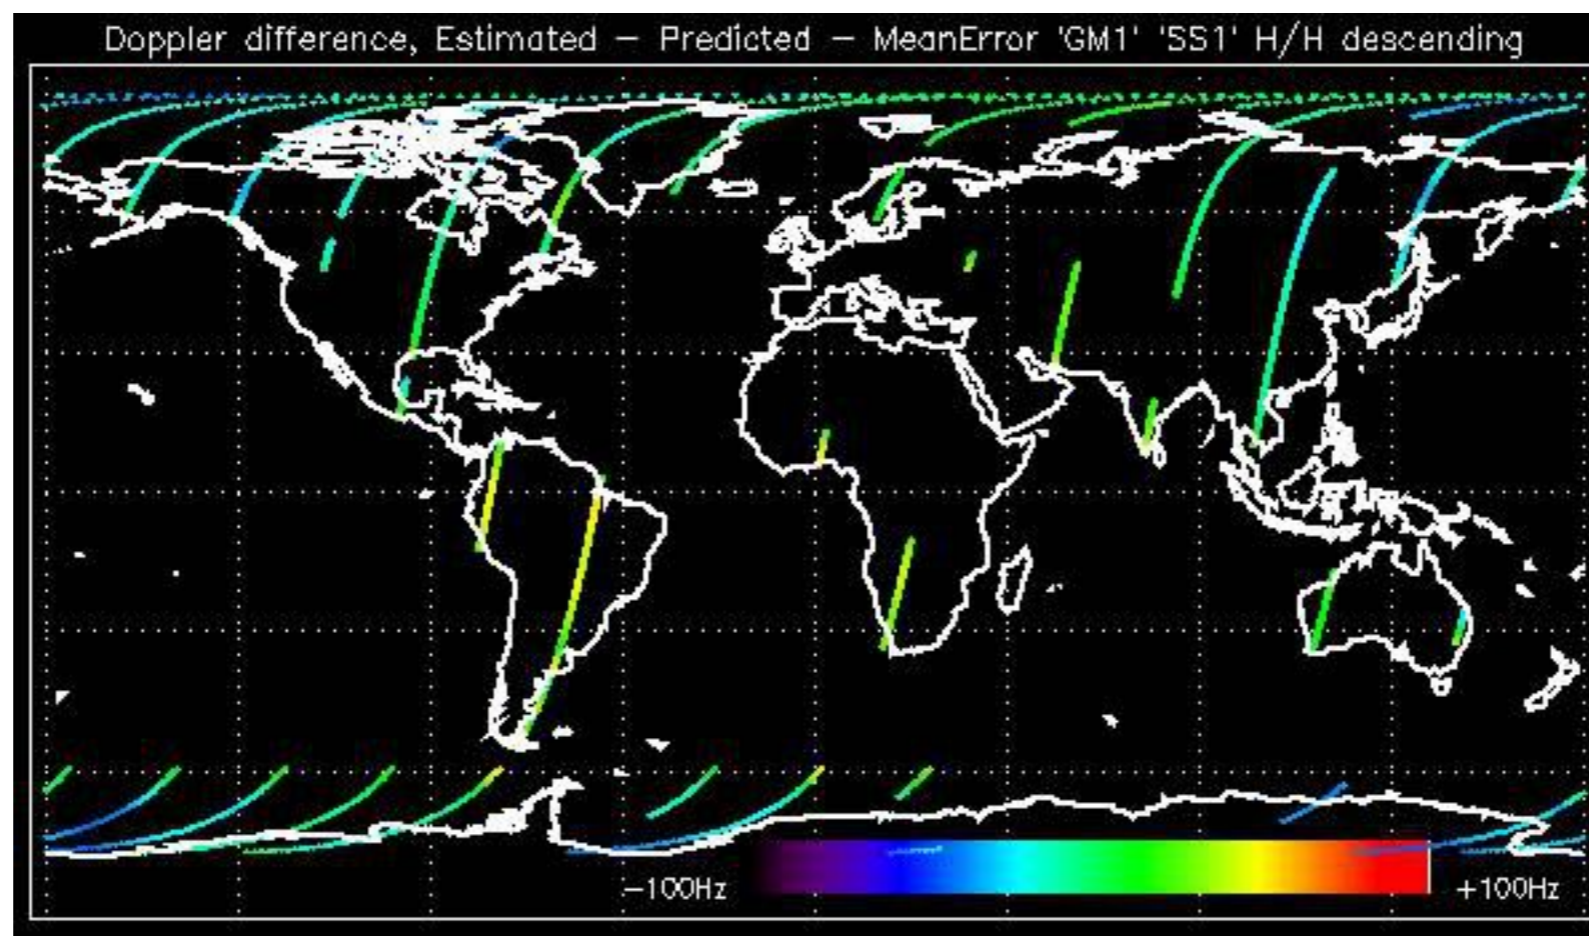 Doppler difference, Estimated – Predicted – MeanError 'GM1' 'SS1' H/H descending
–100Hz
+100Hz